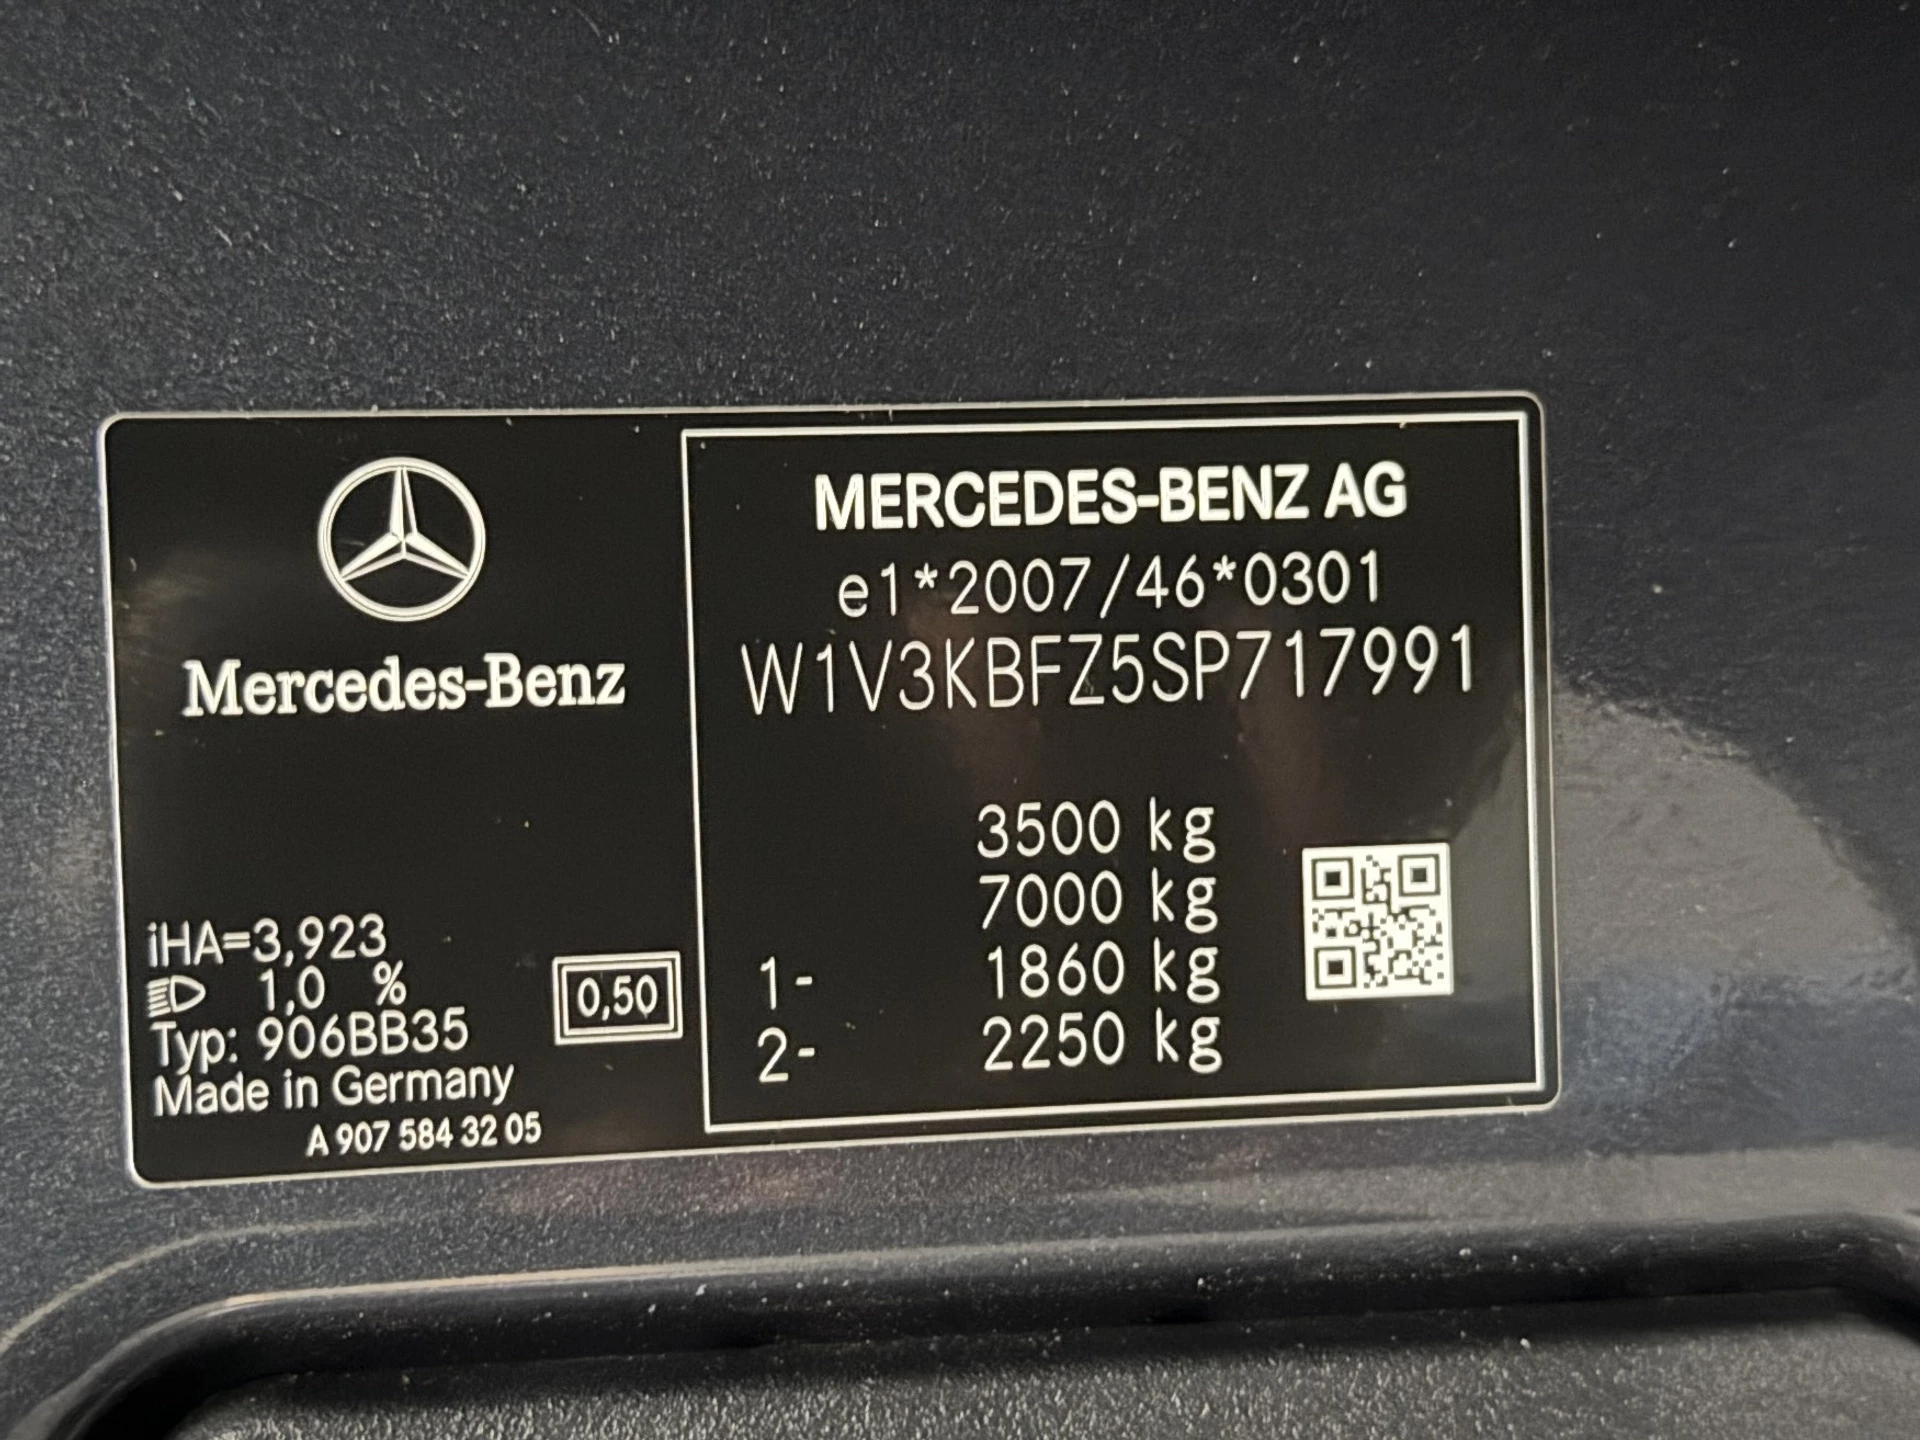 Mercedes-Benz
iHA=3,923
1,0 %
Typ: 906BB35
Made in Germany
A 907 584 32 05
0,50
MERCEDES-BENZ AG
e1*2007/46*0301
W1V3KBFZ5SP717991
3500 kg
7000 kg
1- 1860 kg
2- 2250 kg